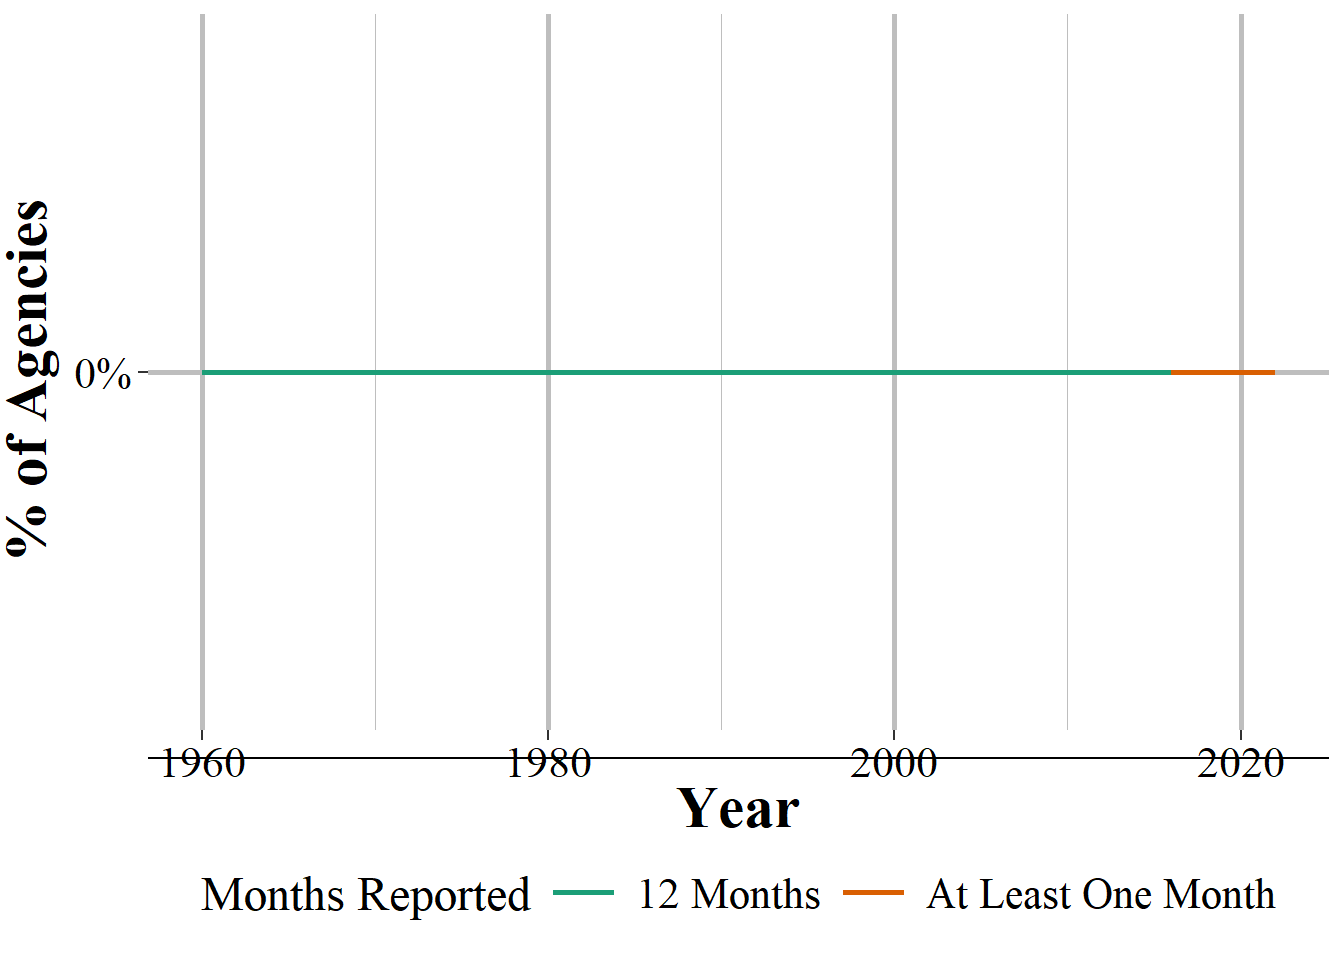 % of Agencies
0%
1960 1980 2000 2020
Year
Months Reported 12 Months At Least One Month